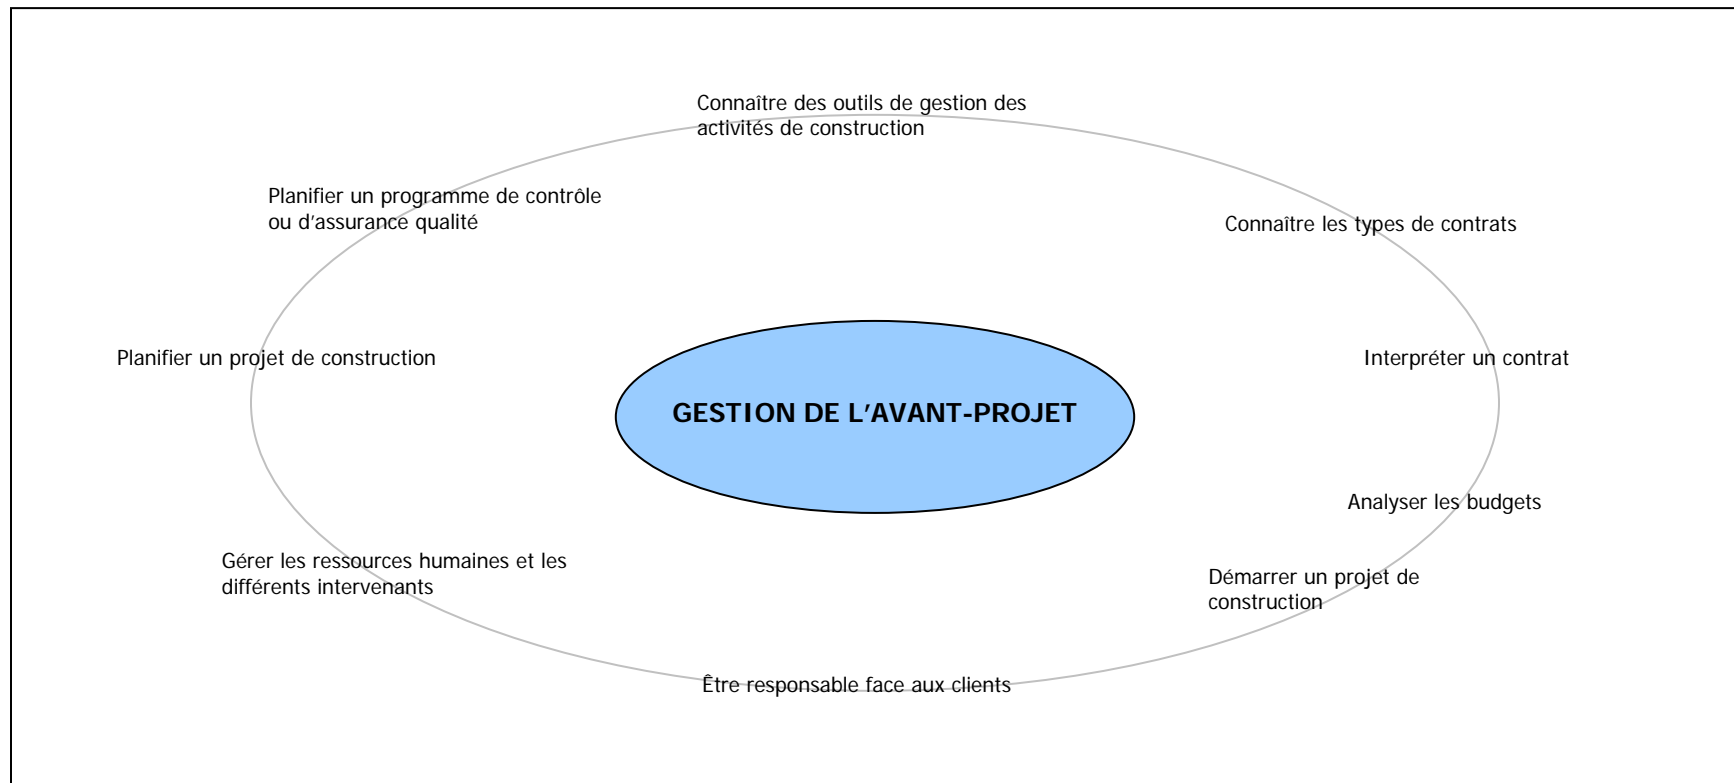 Connaître des outils de gestion des
activités de construction
Planifier un programme de contrôle
ou d'assurance qualité
Connaître les types de contrats
Planifier un projet de construction
Interpréter un contrat
GESTION DE L’AVANT-PROJET
Analyser les budgets
Gérer les ressources humaines et les
différents intervenants
Démarrer un projet de
construction
Être responsable face aux clients